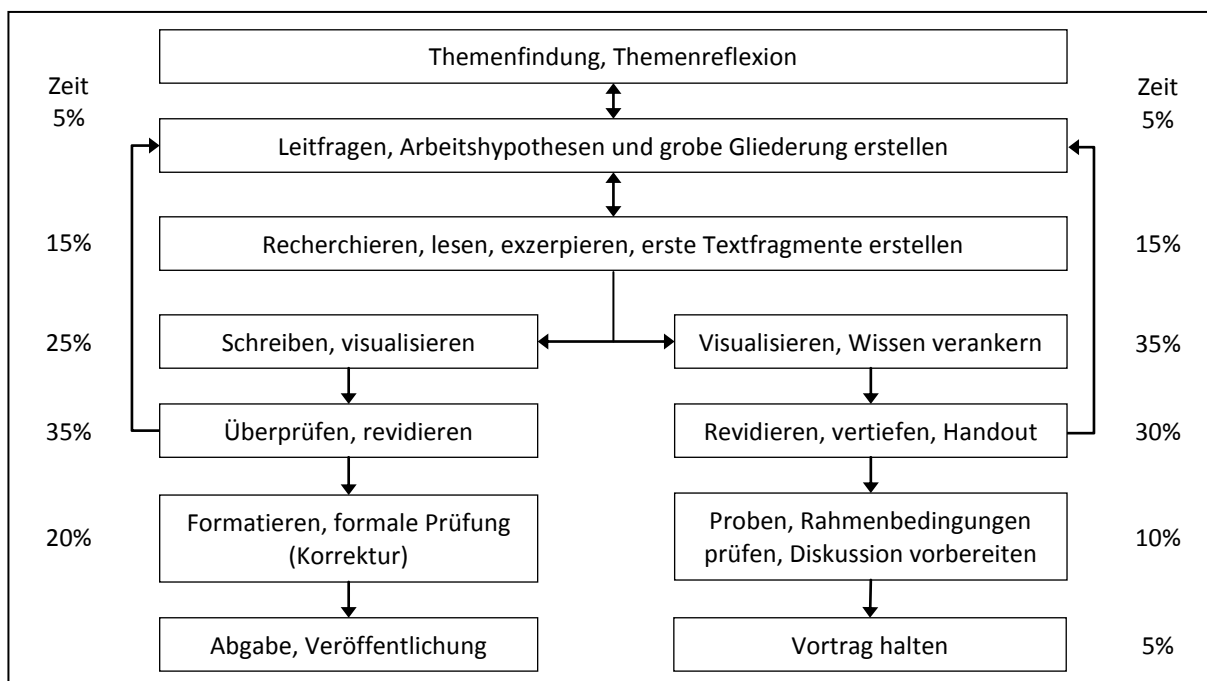 Themenfindung, Themenreflexion
Zeit
5%
Zeit
5%
Leitfragen, Arbeitshypothesen und grobe Gliederung erstellen
15%
Recherchieren, lesen, exzerpieren, erste Textfragmente erstellen
15%
25%
Schreiben, visualisieren
Visualisieren, Wissen verankern
35%
35%
Überprüfen, revidieren
Revidieren, vertiefen, Handout
30%
20%
Formatieren, formale Prüfung
(Korrektur)
Proben, Rahmenbedingungen
prüfen, Diskussion vorbereiten
10%
Abgabe, Veröffentlichung
Vortrag halten
5%